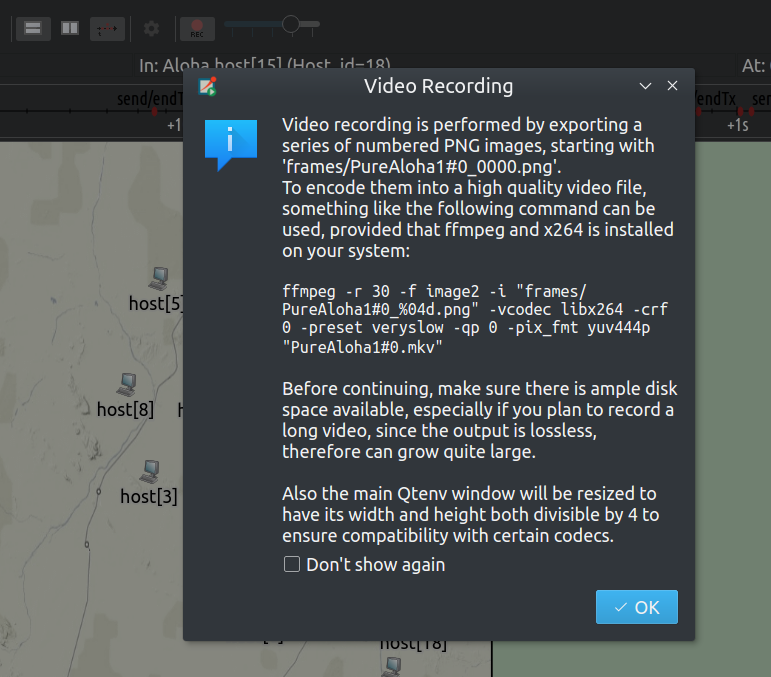 REC
In: Aloha.host[15] (Host, id=18)
At:
Video Recording
send/endT
endTx
se
+1
+1s
Video recording is performed by exporting a
series of numbered PNG images, starting with
'frames/PureAloha1#0_0000.png'.
To encode them into a high quality video file,
something like the following command can be
used, provided that ffmpeg and x264 is installed
on your system:
ffmpeg -r 30 -f image2 -i "frames/
PureAloha1#0_%04d.png" -vcodec libx264 -crf
0 -preset veryslow -qp 0 -pix_fmt yuv444p
"PureAloha1#0.mkv"
Before continuing, make sure there is ample disk
space available, especially if you plan to record a
long video, since the output is lossless,
therefore can grow quite large.
Also the main Qtenv window will be resized to
have its width and height both divisible by 4 to
ensure compatibility with certain codecs.
Don't show again
OK
host[5]
host[8]
host[3]
host[18]